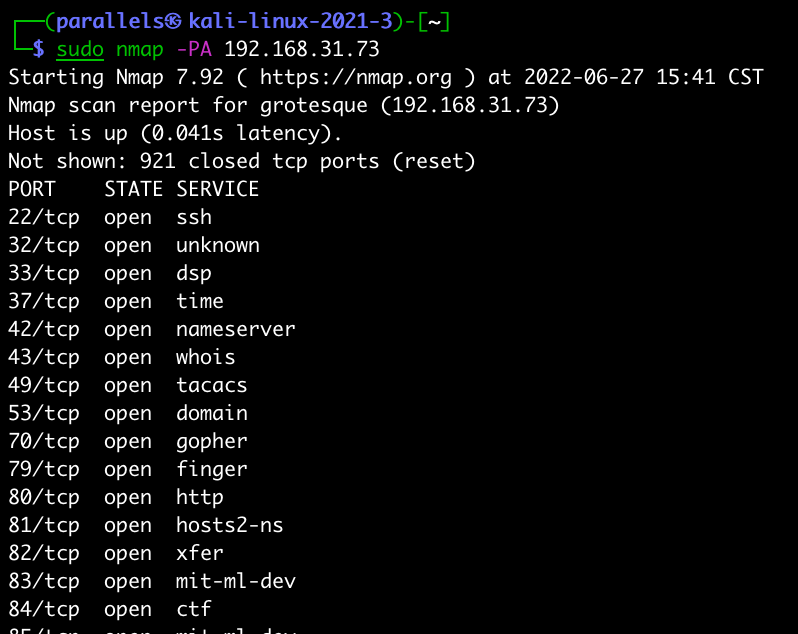 ┌──(parallels㉿kali-linux-2021-3)-[~]
└─$ sudo nmap -PA 192.168.31.73
Starting Nmap 7.92 ( https://nmap.org ) at 2022-06-27 15:41 CST
Nmap scan report for grotesque (192.168.31.73)
Host is up (0.041s latency).
Not shown: 921 closed tcp ports (reset)
PORT   STATE SERVICE
22/tcp  open  ssh
32/tcp  open  unknown
33/tcp  open  dsp
37/tcp  open  time
42/tcp  open  nameserver
43/tcp  open  whois
49/tcp  open  tacacs
53/tcp  open  domain
70/tcp  open  gopher
79/tcp  open  finger
80/tcp  open  http
81/tcp  open  hosts2-ns
82/tcp  open  xfer
83/tcp  open  mit-ml-dev
84/tcp  open  ctf
85/tcp  open  mit-ml-dev